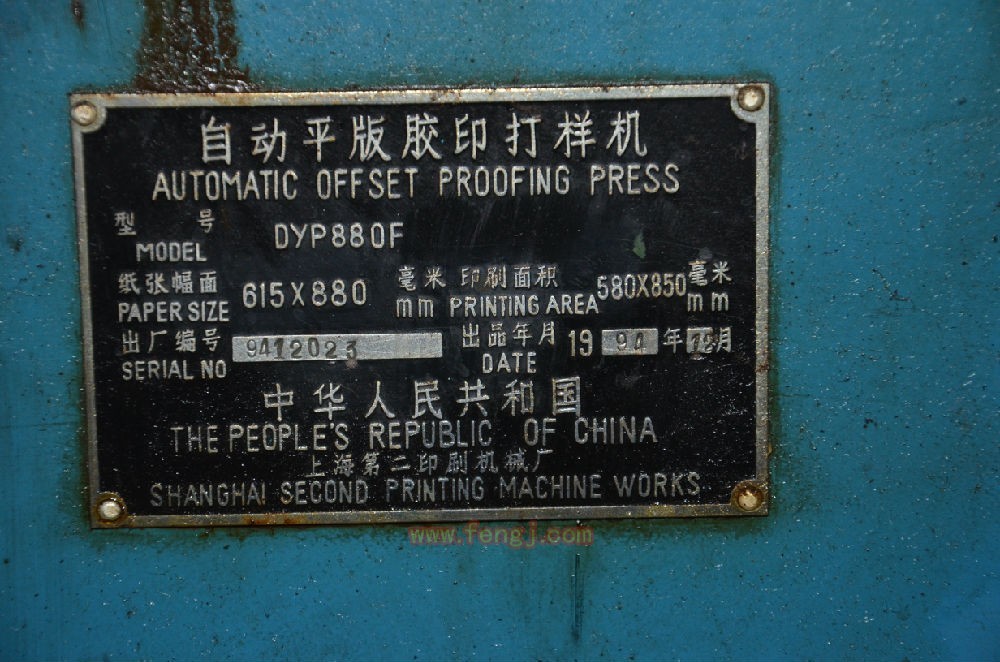 自动平版胶印打样机
AUTOMATIC OFFSET PROOFING PRESS
型 号 DYP880F
MODEL
纸张幅面 615X880 毫米 印刷面积 580X850 毫米
PAPER SIZE mm PRINTING AREA mm
出厂编号 9412023 出品年月 19 94 年 12 月
SERIAL NO DATE
中华人民共和国
THE PEOPLE'S REPUBLIC OF CHINA
上海第二印刷机械厂
SHANGHAI SECOND PRINTING MACHINE WORKS
www.fengj.com